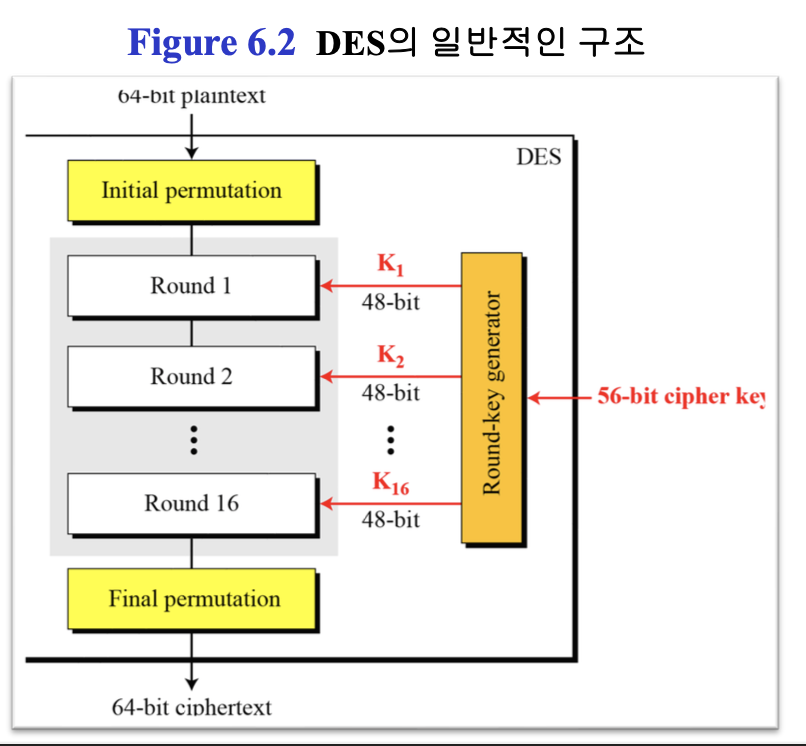 Figure 6.2 DES의 일반적인 구조
64-bit plaintext
DES
Initial permutation
Round 1
K1
48-bit
Round 2
K2
48-bit
Round-key generator
56-bit cipher key
Round 16
K16
48-bit
Final permutation
64-bit ciphertext